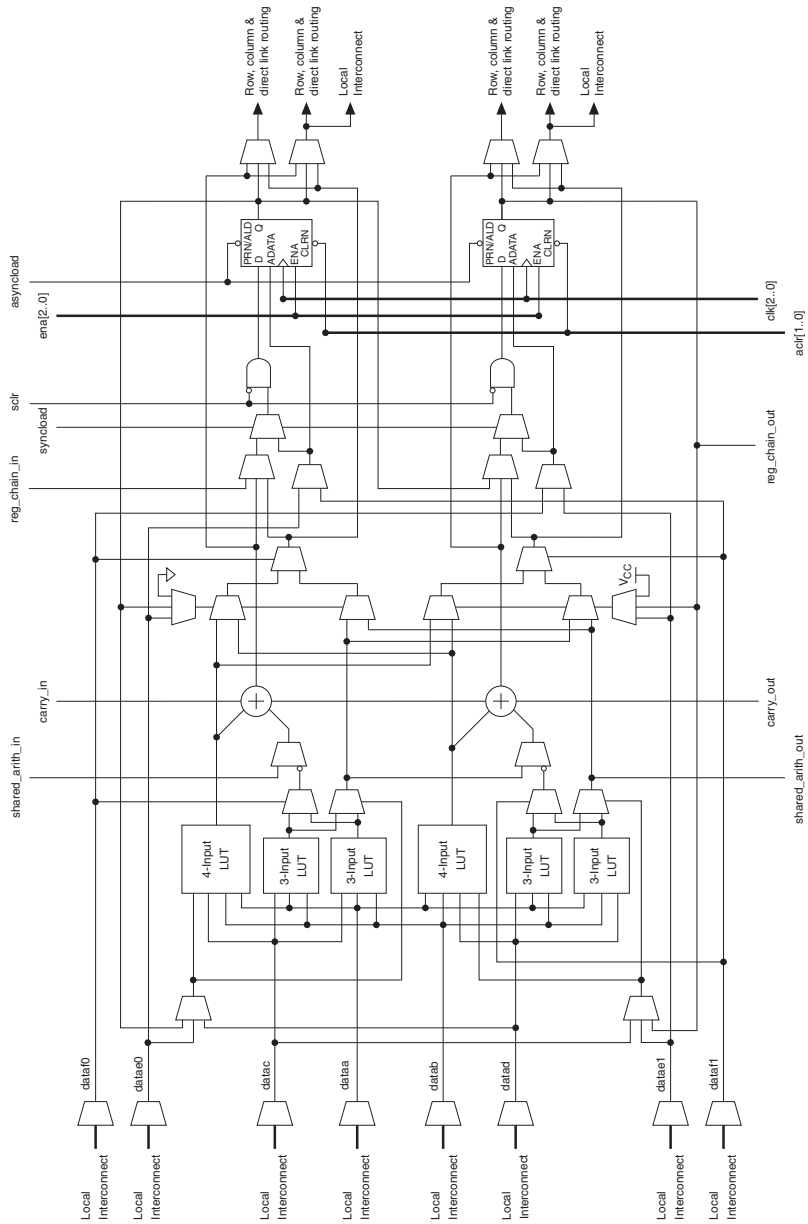 asyncload
ena[2..0]
sclr
syncload
reg_chain_in
carry_in
shared_arith_in
Row, column &
direct link routing
Row, column &
direct link routing
Local
Interconnect
Row, column &
direct link routing
Row, column &
direct link routing
Local
Interconnect
PRN/ALD
D Q
ADATA
ENA
CLRN
PRN/ALD
D Q
ADATA
ENA
CLRN
clk[2..0]
aclr[1..0]
reg_chain_out
VCC
carry_out
shared_arith_out
4-Input
LUT
3-Input
LUT
3-Input
LUT
4-Input
LUT
3-Input
LUT
3-Input
LUT
dataf0
datae0
datac
dataa
datab
datad
datae1
dataf1
Local
Interconnect
Local
Interconnect
Local
Interconnect
Local
Interconnect
Local
Interconnect
Local
Interconnect
Local
Interconnect
Local
Interconnect